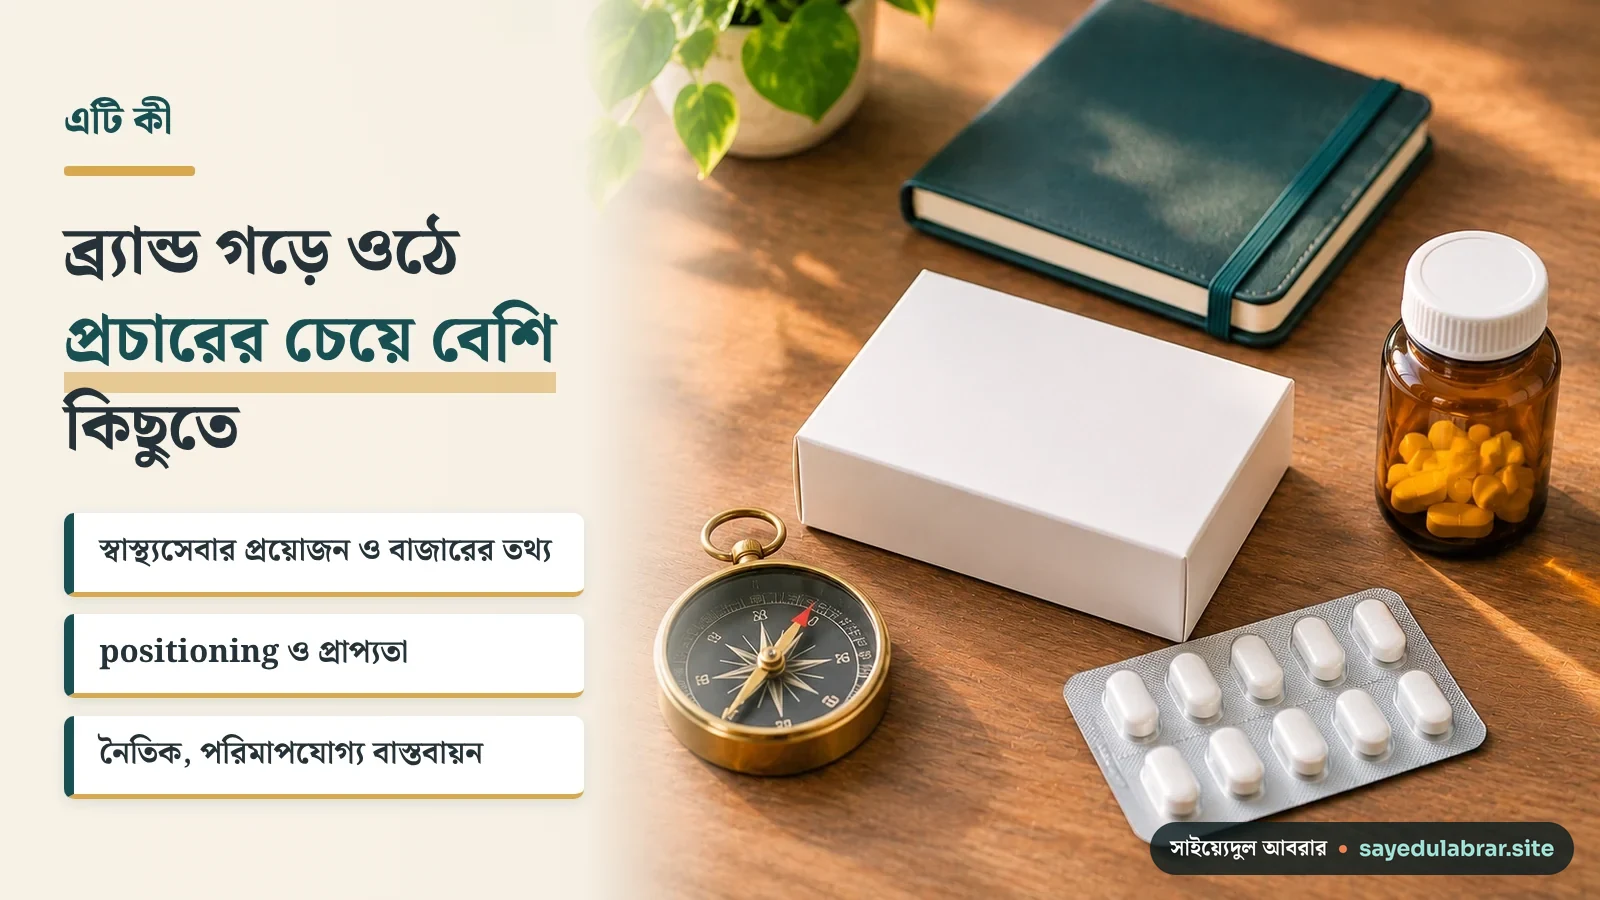 এটি কী
ব্র্যান্ড গড়ে ওঠে
প্রচারের চেয়ে বেশি
কিছুতে
স্বাস্থ্যসেবার প্রয়োজন ও বাজারের তথ্য
positioning ও প্রাপ্যতা
নৈতিক, পরিমাপযোগ্য বাস্তবায়ন
সাইয়্যেদুল আবরার • sayedulabrar.site